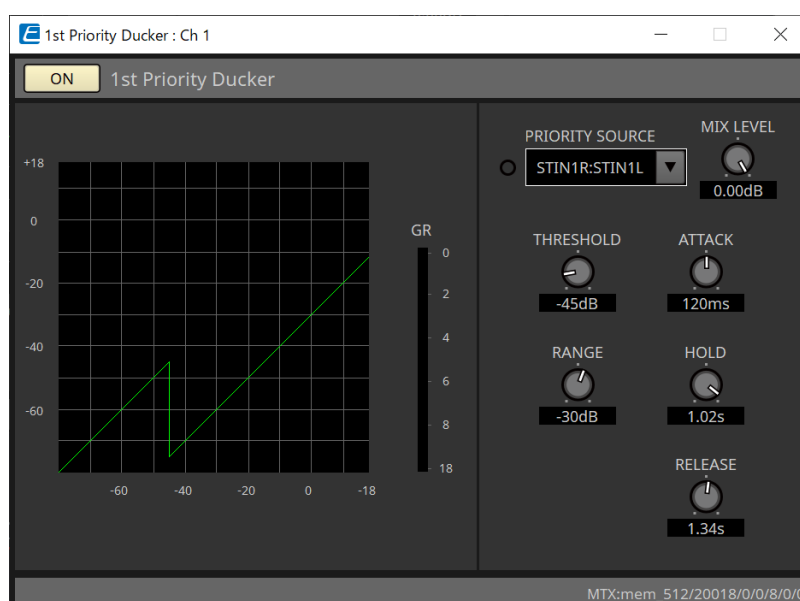 1st Priority Ducker : Ch 1
ON 1st Priority Ducker
PRIORITY SOURCE
MIX LEVEL
STIN1R:STIN1L
0.00dB
+18
0
-20
-40
-60
-60 -40 -20 0 -18
GR
0
2
4
6
8
18
THRESHOLD ATTACK
-45dB 120ms
RANGE HOLD
-30dB 1.02s
RELEASE
1.34s
MTX:mem 512/20018/0/0/8/0/0